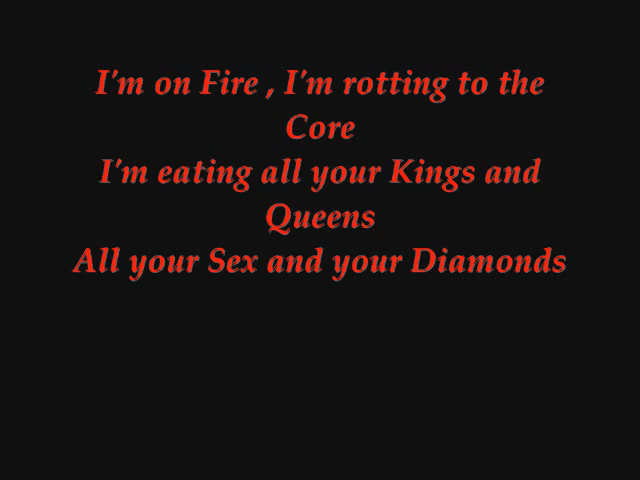 I'm on Fire , I'm rotting to the
Core
I'm eating all your Kings and
Queens
All your Sex and your Diamonds